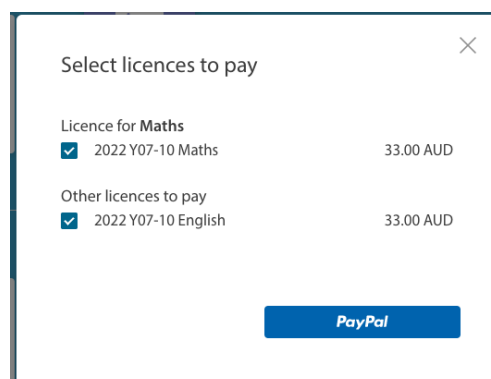 Select licences to pay
Licence for Maths
2022 Y07-10 Maths 33.00 AUD
Other licences to pay
2022 Y07-10 English 33.00 AUD
PayPal